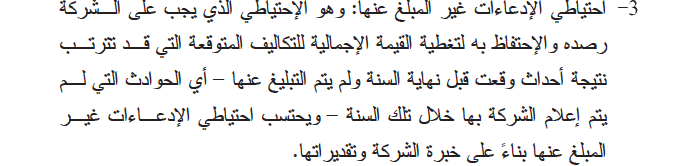 3- احتياطي الإدعاءات غير المبلغ عنها: وهو الإحتياطي الذي يجب على الشركة
رصده والإحتفاظ به لتغطية القيمة الإجمالية للتكاليف المتوقعة التي قد تترتب
نتيجة أحداث وقعت قبل نهاية السنة ولم يتم التبليغ عنها – أي الحوادث التي لم
يتم إعلام الشركة بها خلال تلك السنة – ويحتسب احتياطي الإدعاءات غير
المبلغ عنها بناءً على خبرة الشركة وتقديراتها.